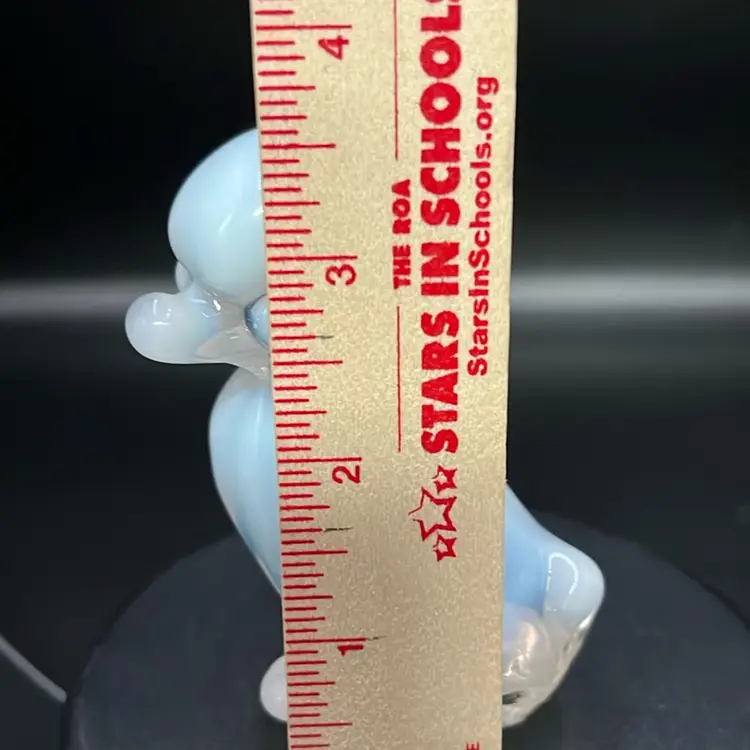 4
3
2
1
THE ROA
STARS IN SCHOOLS
StarsInSchools.org
E